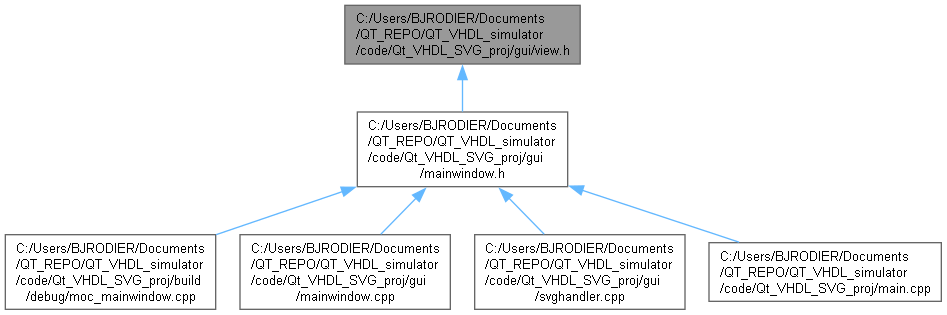 C:/Users/BJRODIER/Documents
/QT_REPO/QT_VHDL_simulator
/code/Qt_VHDL_SVG_proj/gui/view.h
C:/Users/BJRODIER/Documents
/QT_REPO/QT_VHDL_simulator
/code/Qt_VHDL_SVG_proj/gui
/mainwindow.h
C:/Users/BJRODIER/Documents
/QT_REPO/QT_VHDL_simulator
/code/Qt_VHDL_SVG_proj/build
/debug/moc_mainwindow.cpp
C:/Users/BJRODIER/Documents
/QT_REPO/QT_VHDL_simulator
/code/Qt_VHDL_SVG_proj/gui
/mainwindow.cpp
C:/Users/BJRODIER/Documents
/QT_REPO/QT_VHDL_simulator
/code/Qt_VHDL_SVG_proj/gui
/svghandler.cpp
C:/Users/BJRODIER/Documents
/QT_REPO/QT_VHDL_simulator
/code/Qt_VHDL_SVG_proj/main.cpp